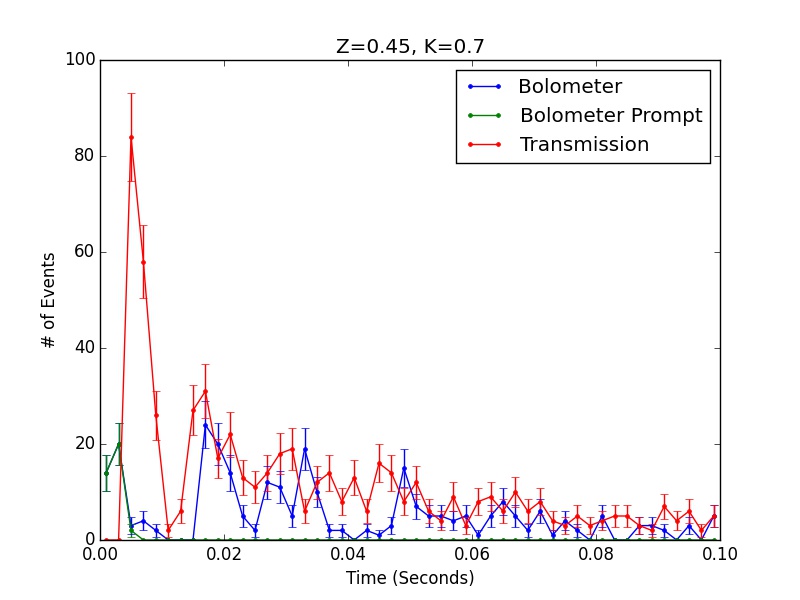 Z=0.45, K=0.7
Bolometer
Bolometer Prompt
Transmission
100
80
60
40
20
0
# of Events
0.00 0.02 0.04 0.06 0.08 0.10
Time (Seconds)